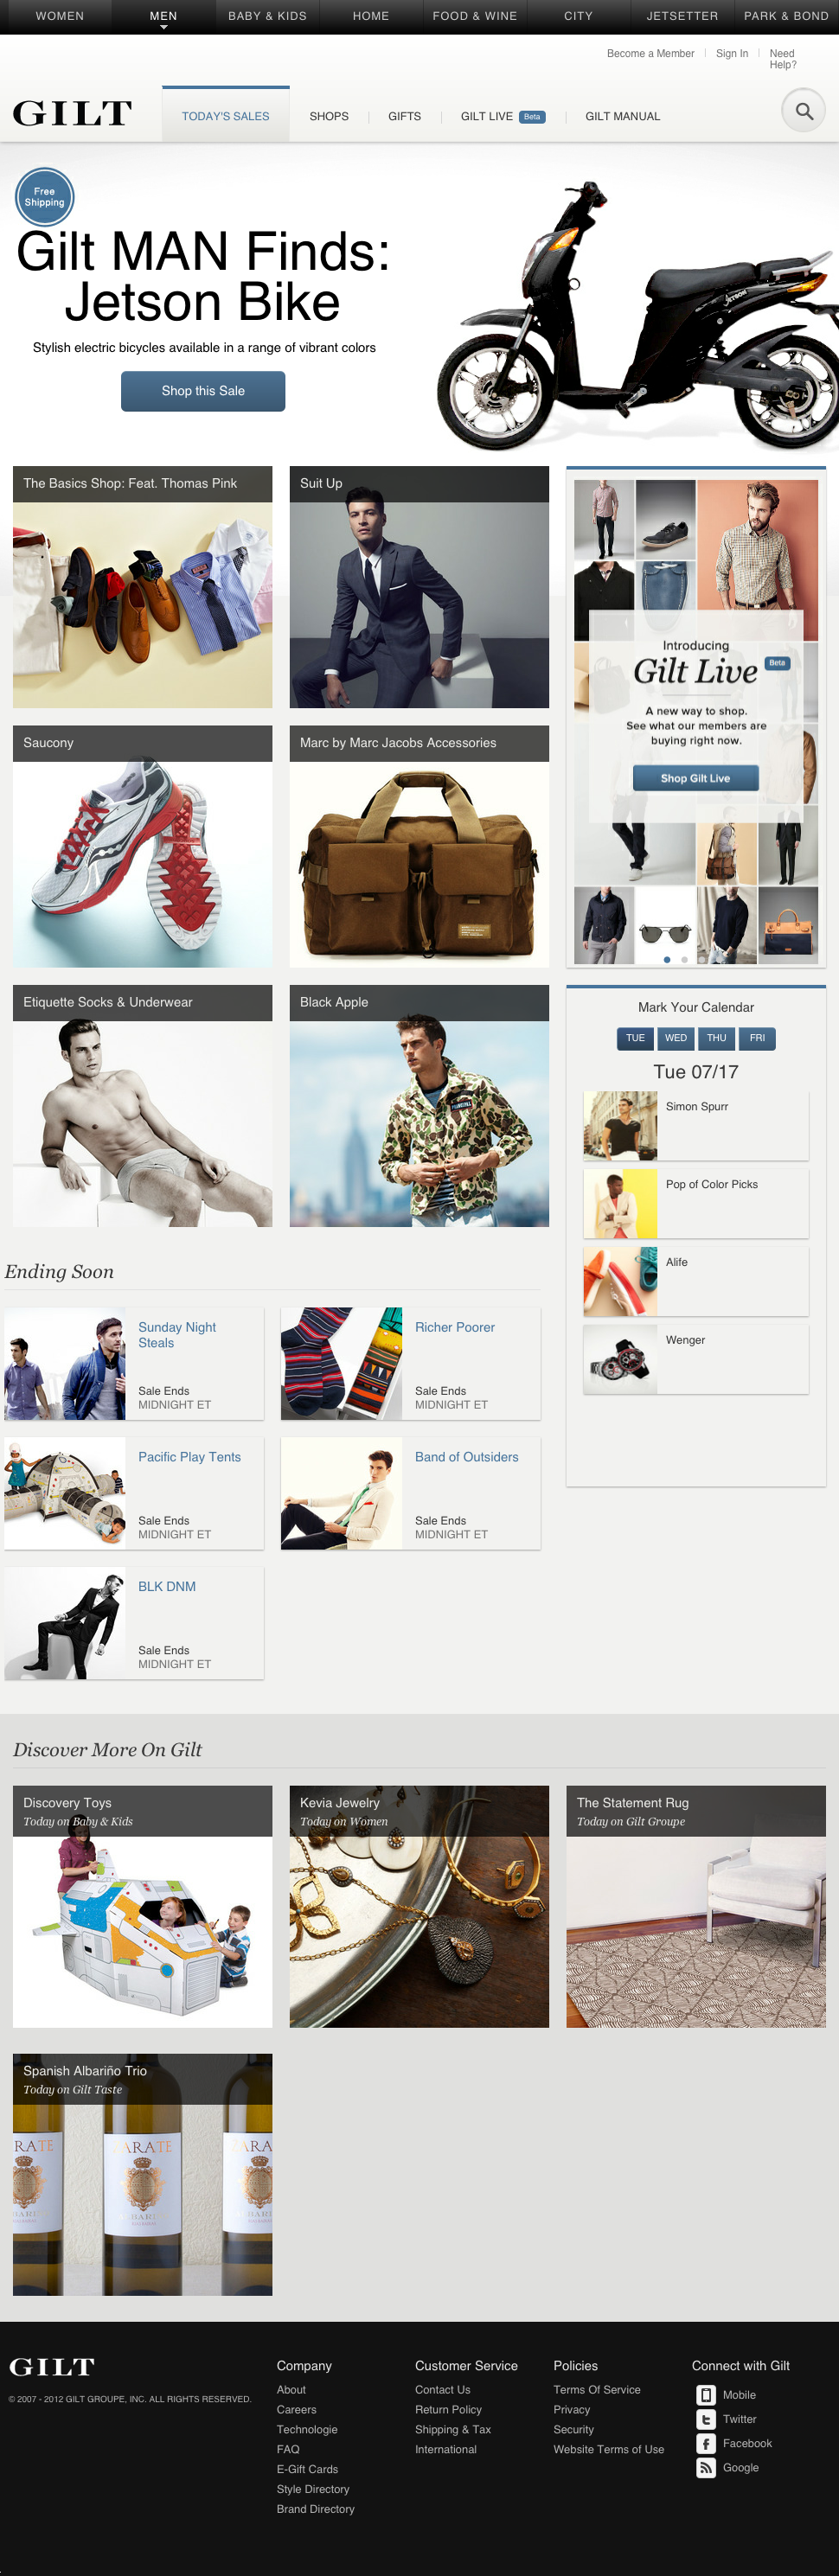 WOMEN MEN BABY & KIDS HOME FOOD & WINE CITY JETSETTER PARK & BOND
Become a Member Sign In Need
Help?
GILT TODAY'S SALES SHOPS GIFTS GILT LIVE Beta GILT MANUAL
Free
Shipping
Gilt MAN Finds:
Jetson Bike
Stylish electric bicycles available in a range of vibrant colors
Shop this Sale
JETSON
The Basics Shop: Feat. Thomas Pink
Suit Up
Introducing
Gilt Live Beta
A new way to shop.
See what our members are
buying right now.
Shop Gilt Live
Saucony
Marc by Marc Jacobs Accessories
Etiquette Socks & Underwear
Black Apple
Mark Your Calendar
TUE WED THU FRI
Tue 07/17
Simon Spurr
Pop of Color Picks
Alife
Wenger
Ending Soon
Sunday Night
Steals
Sale Ends
MIDNIGHT ET
Richer Poorer
Sale Ends
MIDNIGHT ET
Pacific Play Tents
Sale Ends
MIDNIGHT ET
Band of Outsiders
Sale Ends
MIDNIGHT ET
BLK DNM
Sale Ends
MIDNIGHT ET
Discover More On Gilt
Discovery Toys
Today on Baby & Kids
Kevia Jewelry
Today on Women
The Statement Rug
Today on Gilt Groupe
Spanish Albariño Trio
Today on Gilt Taste
ZARATE
GILT
© 2007 - 2012 GILT GROUPE, INC. ALL RIGHTS RESERVED.
Company
About
Careers
Technologie
FAQ
E-Gift Cards
Style Directory
Brand Directory
Customer Service
Contact Us
Return Policy
Shipping & Tax
International
Policies
Terms Of Service
Privacy
Security
Website Terms of Use
Connect with Gilt
Mobile
Twitter
Facebook
Google